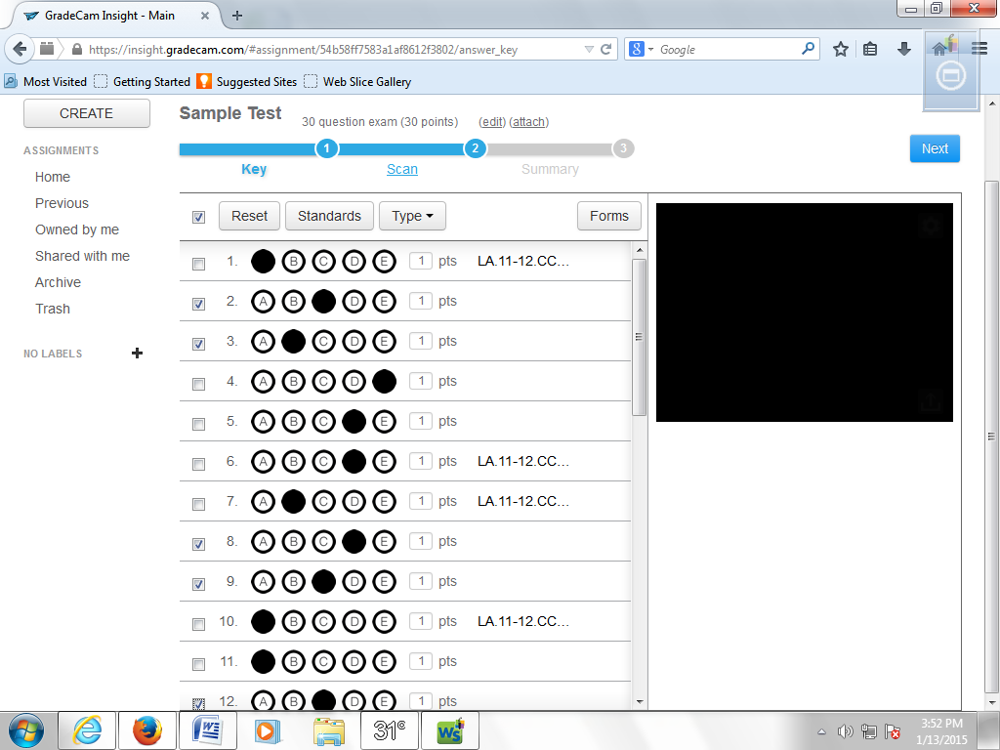 GradeCam Insight - Main
https://insight.gradecam.com/#assignment/54b58ff7583a1af8612f3802/answer_key
Google
Most Visited Getting Started Suggested Sites Web Slice Gallery
CREATE
ASSIGNMENTS
Home
Previous
Owned by me
Shared with me
Archive
Trash
NO LABELS
Sample Test 30 question exam (30 points) (edit) (attach)
1 2 3
Key Scan Summary
Next
Reset Standards Type Forms
1. B C D E 1 pts LA.11-12.CC...
2. A B D E 1 pts
3. A C D E 1 pts
4. A B C D 1 pts
5. A B C E 1 pts
6. A B C E 1 pts LA.11-12.CC...
7. A C D E 1 pts LA.11-12.CC...
8. A B C E 1 pts
9. A B D E 1 pts
10. B C D E 1 pts LA.11-12.CC...
11. B C D E 1 pts
12. A B D E 1 pts
31°
WS
3:52 PM
1/13/2015